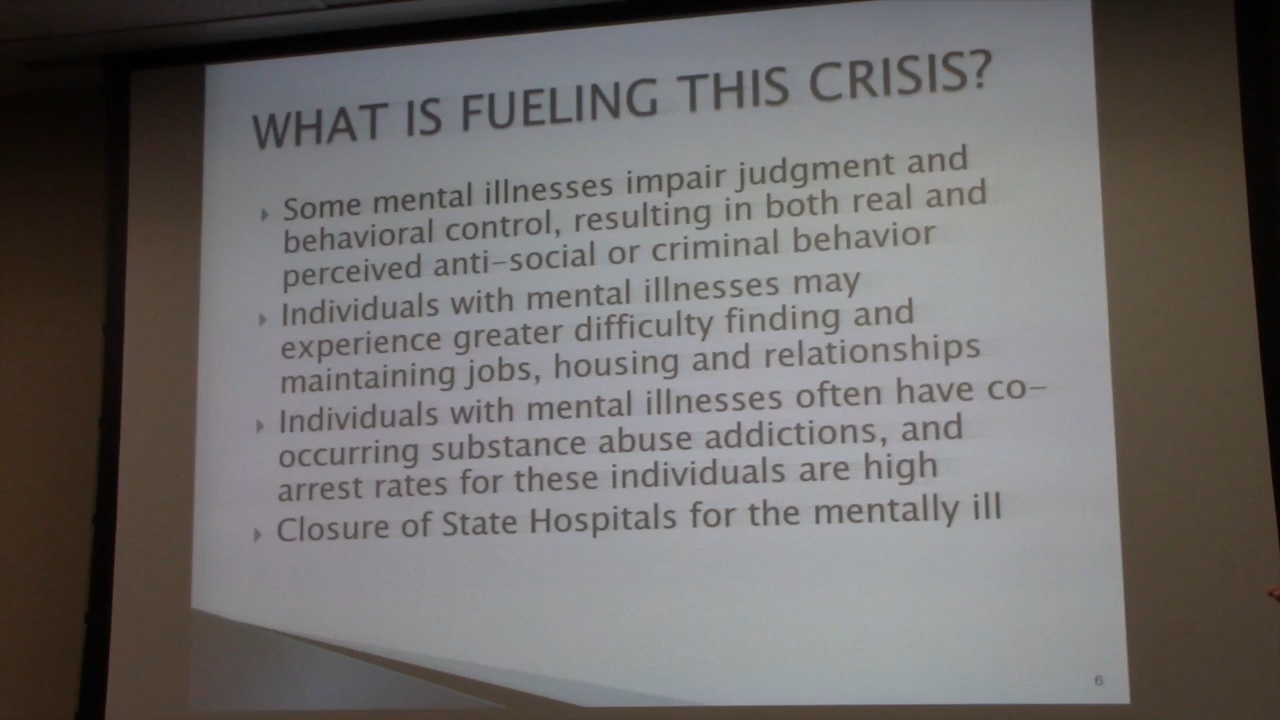 WHAT IS FUELING THIS CRISIS?
Some mental illnesses impair judgment and
behavioral control, resulting in both real and
perceived anti-social or criminal behavior
Individuals with mental illnesses may
experience greater difficulty finding and
maintaining jobs, housing and relationships
Individuals with mental illnesses often have co-
occurring substance abuse addictions, and
arrest rates for these individuals are high
Closure of State Hospitals for the mentally ill
6